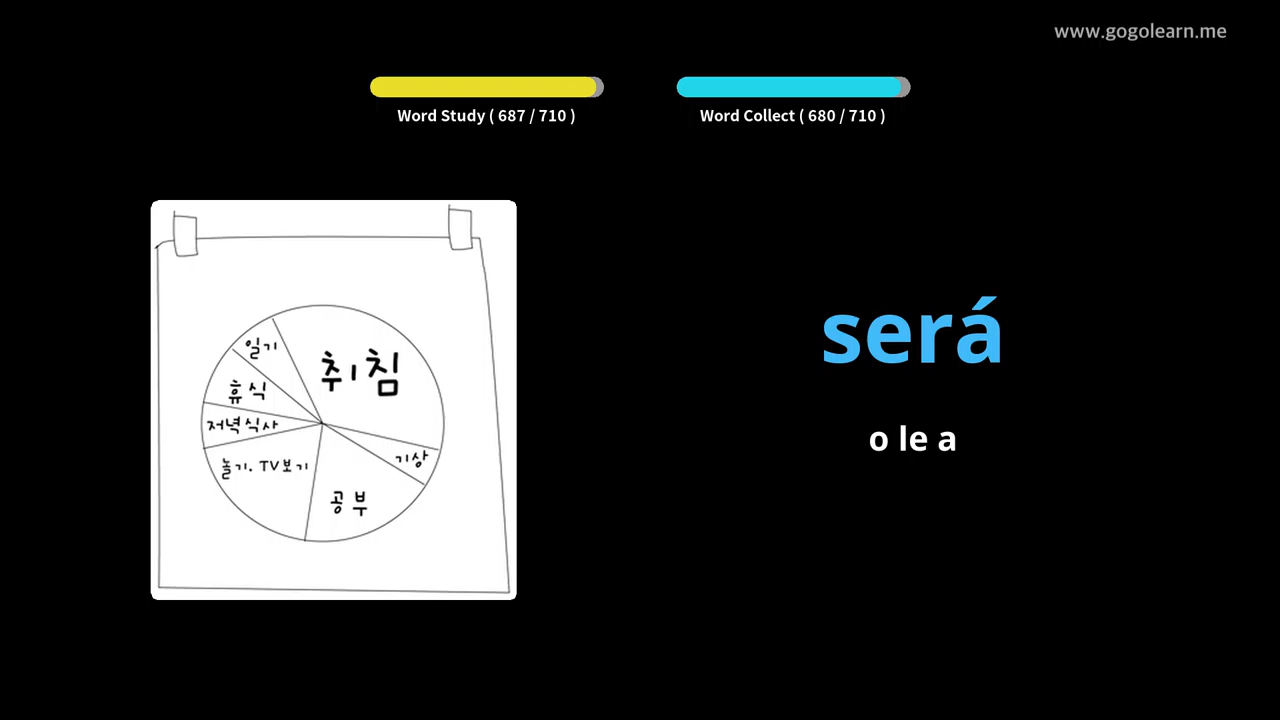 www.gogolearn.me
Word Study ( 687 / 710 )
Word Collect ( 680 / 710 )
일기
취침
휴식
저녁식사
놀기. TV보기
기상
공부
será
o le a